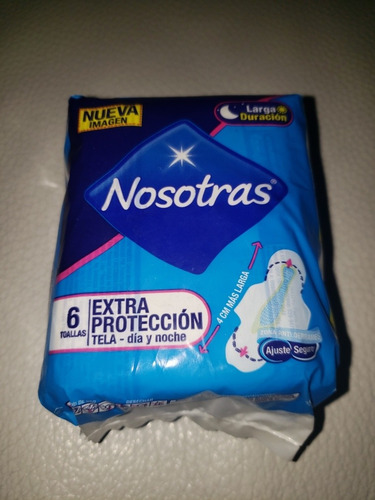 NUEVA
IMAGEN
Larga
Duración
Nosotras®
6
TOALLAS
EXTRA
PROTECCIÓN
TELA - día y noche
4 CM MÁS LARGA
Ajuste Seguro